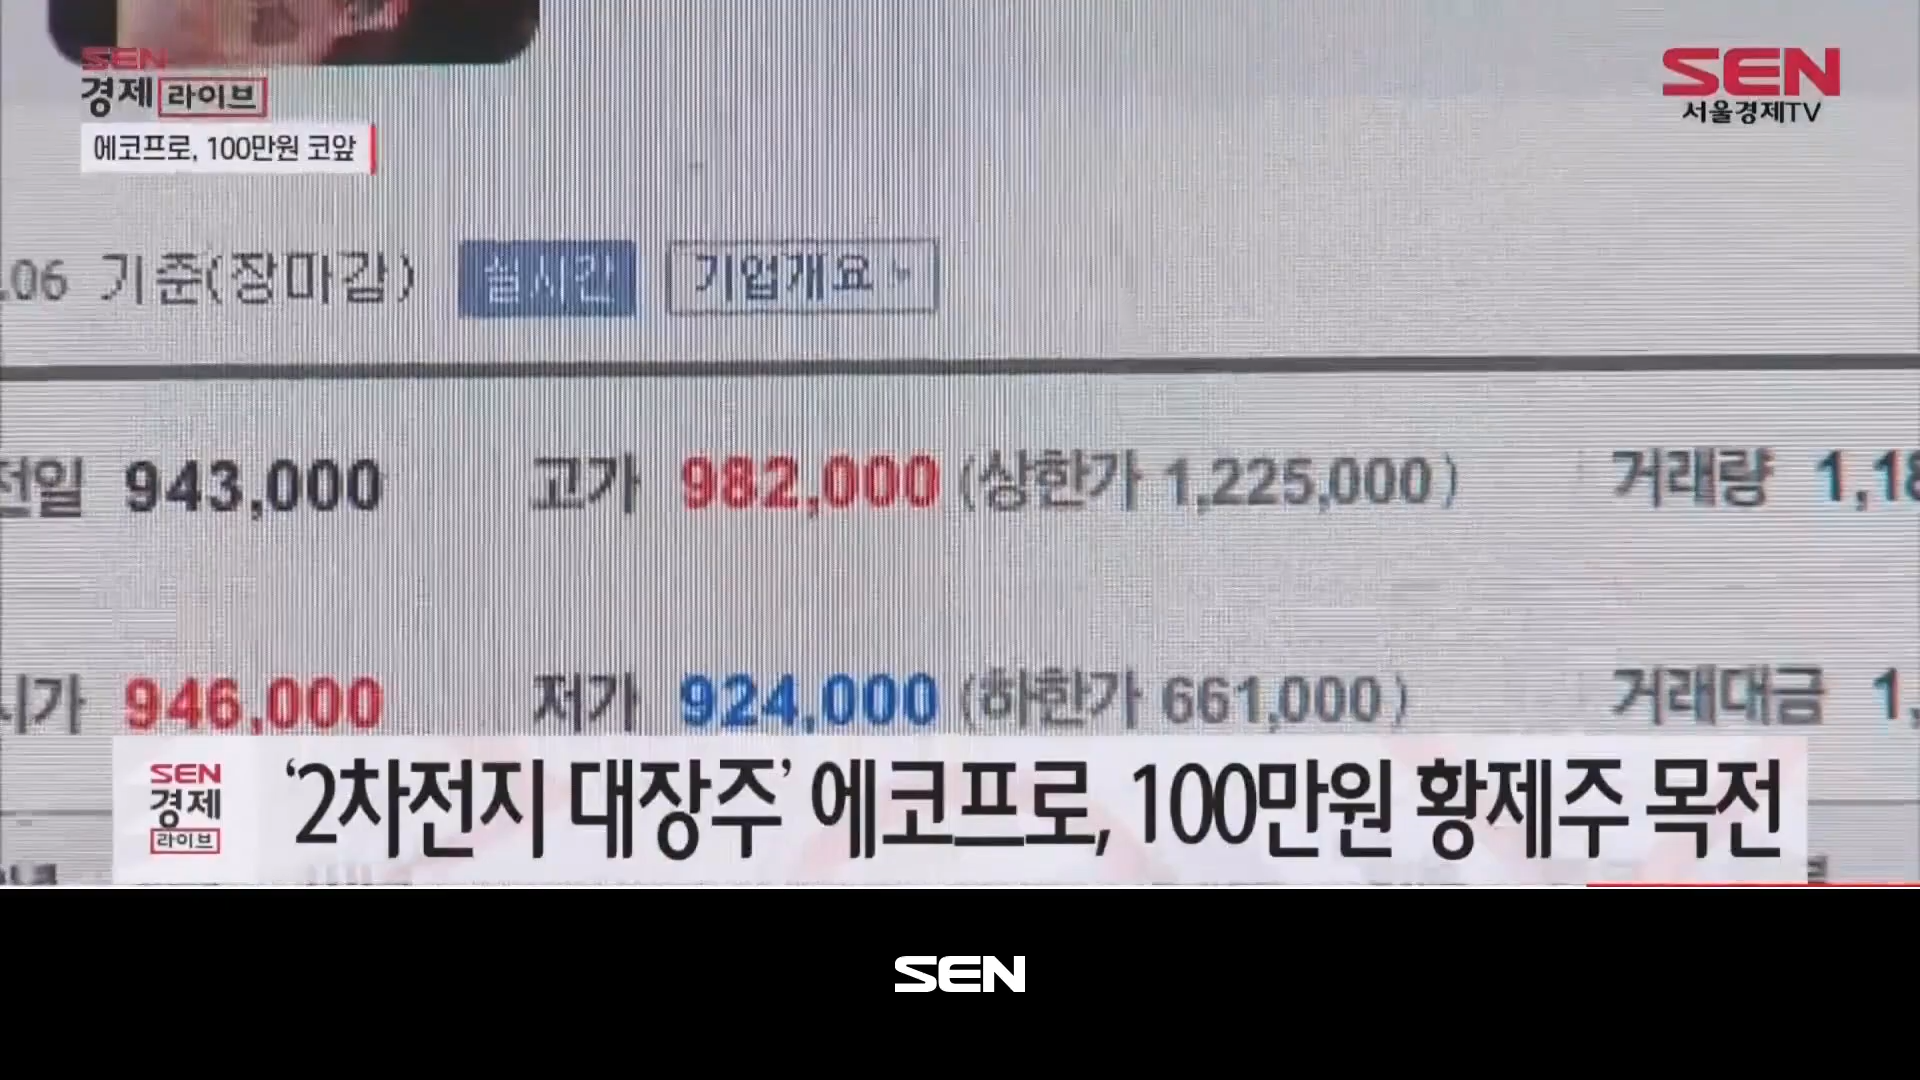 SEN
경제 라이브
에코프로, 100만원 코앞
SEN
서울경제TV
.06 기준(장마감) 실시간 기업개요
전일 943,000 고가 982,000 (상한가 1,225,000) 거래량 1,18
시가 946,000 저가 924,000 (하한가 661,000) 거래대금 1,
SEN
경제
라이브
‘2차전지 대장주’ 에코프로, 100만원 황제주 목전
SEN